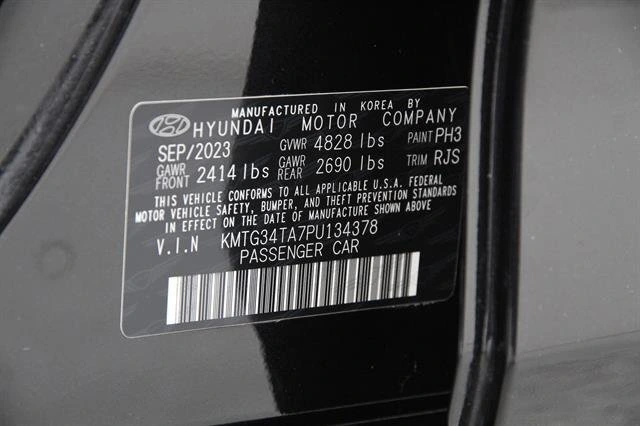 MANUFACTURED IN KOREA BY
HYUNDAI MOTOR COMPANY
SEP/2023 GVWR 4828 lbs PAINT PH3
GAWR FRONT 2414 lbs GAWR REAR 2690 lbs TRIM RJS
THIS VEHICLE CONFORMS TO ALL APPLICABLE U.S.A. FEDERAL
MOTOR VEHICLE SAFETY, BUMPER, AND THEFT PREVENTION STANDARDS
IN EFFECT ON THE DATE OF MANUFACTURE SHOWN ABOVE.
V.I.N KMTG34TA7PU134378
PASSENGER CAR